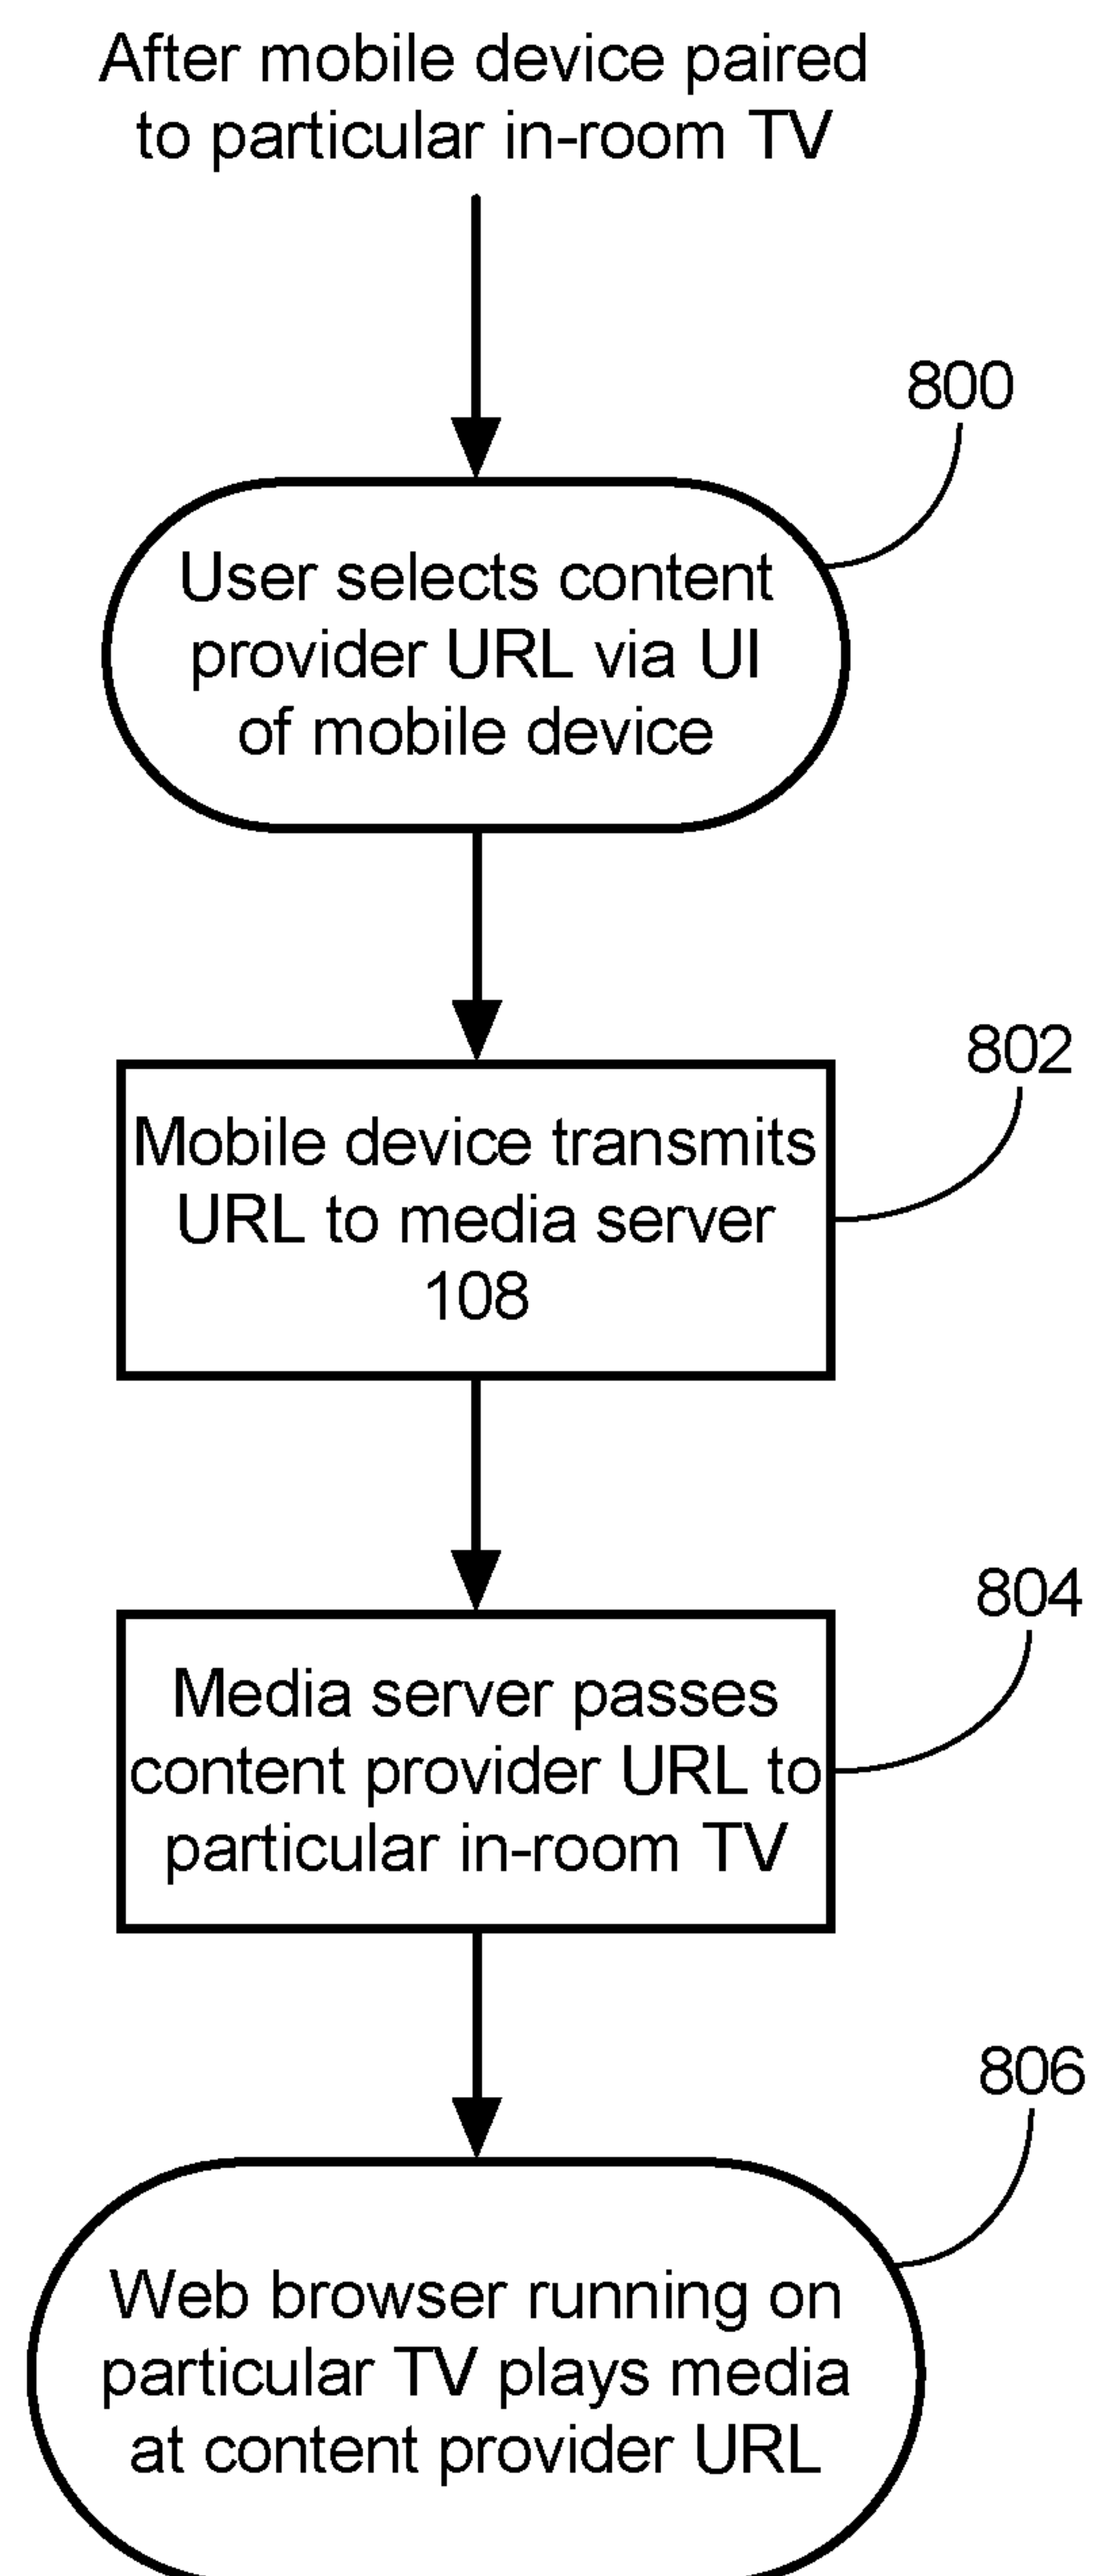 After mobile device paired
to particular in-room TV
800
User selects content
provider URL via UI
of mobile device
802
Mobile device transmits
URL to media server
108
804
Media server passes
content provider URL to
particular in-room TV
806
Web browser running on
particular TV plays media
at content provider URL